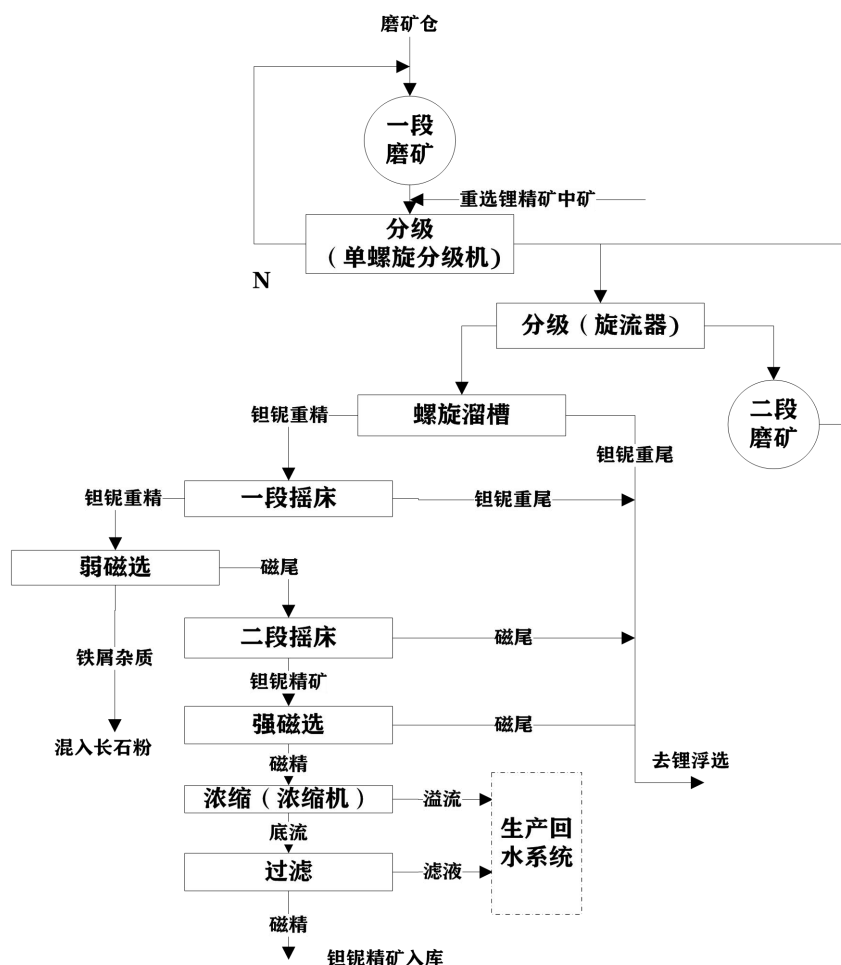 磨矿仓
一段
磨矿
重选锂精矿中矿
分级
（单螺旋分级机）
N
分级（旋流器）
螺旋溜槽
二段
磨矿
钽铌重精
钽铌重尾
一段摇床
钽铌重精
钽铌重尾
弱磁选
磁尾
二段摇床
磁尾
铁屑杂质
钽铌精矿
强磁选
磁尾
混入长石粉
磁精
去锂浮选
浓缩（浓缩机）
溢流
生产回
水系统
底流
过滤
滤液
磁精
钽铌精矿入库